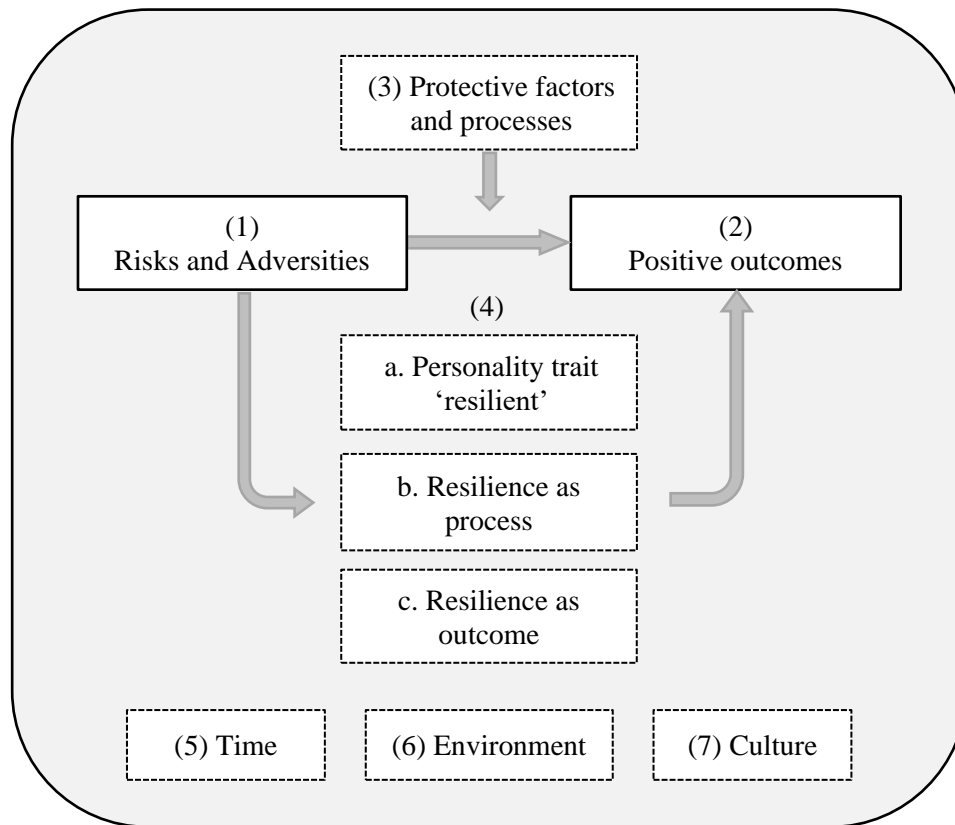 (3) Protective factors
and processes
(1)
Risks and Adversities
(2)
Positive outcomes
(4)
a. Personality trait
‘resilient’
b. Resilience as
process
c. Resilience as
outcome
(5) Time
(6) Environment
(7) Culture